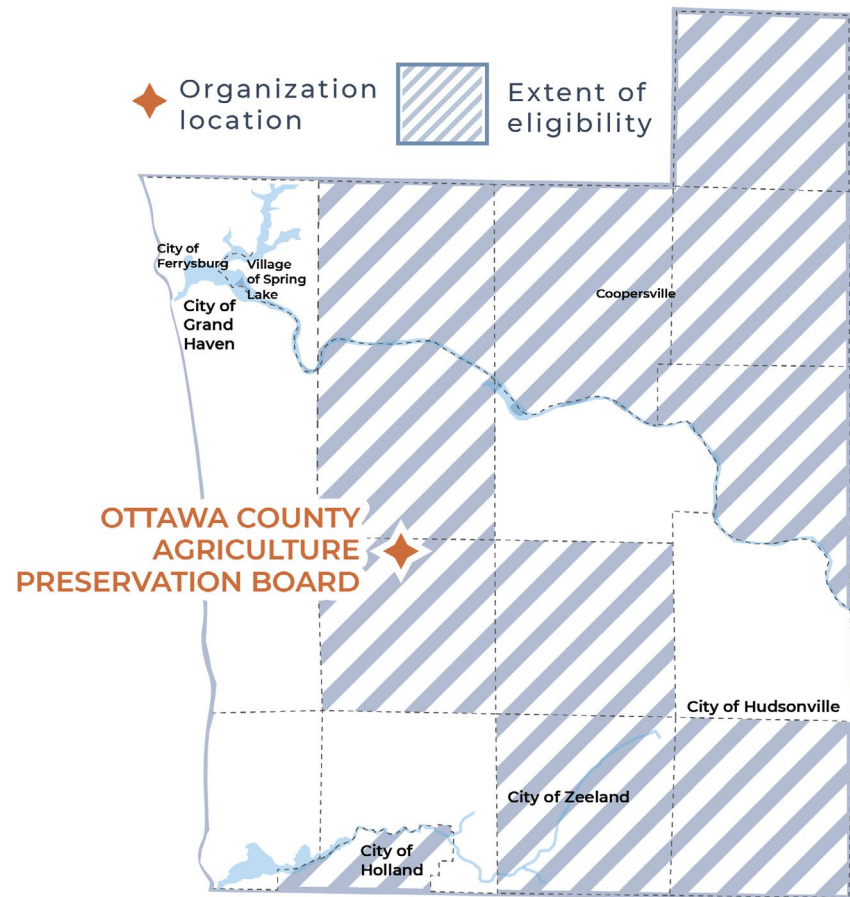 Organization
location
Extent of
eligibility
City of
Ferrysburg
Village
of Spring
Lake
City of
Grand
Haven
Coopersville
OTTAWA COUNTY
AGRICULTURE
PRESERVATION BOARD
City of Hudsonville
City of Zeeland
City of
Holland